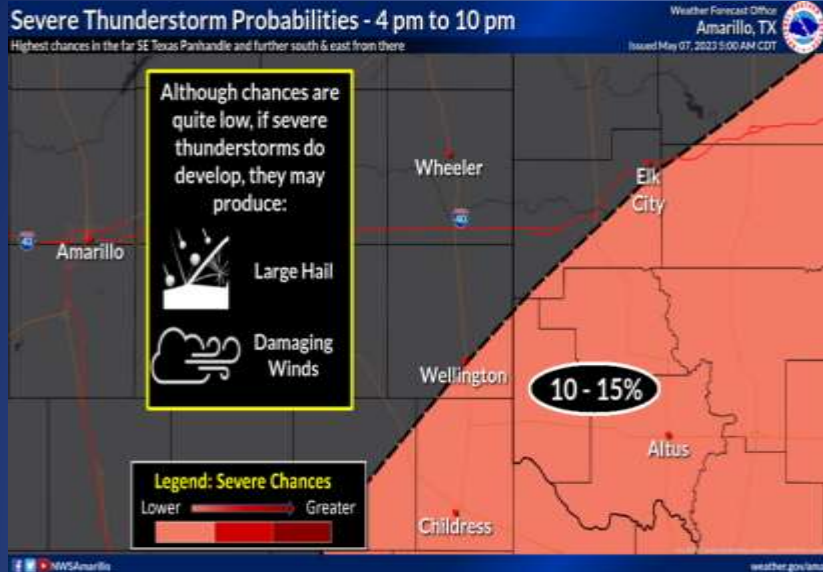 Severe Thunderstorm Probabilities - 4 pm to 10 pm
Highest chances in the far SE Texas Panhandle and further south & east from there
Weather Forecast Office
Amarillo, TX
Issued May 07, 2023 5:00 AM CDT
Although chances are
quite low, if severe
thunderstorms do
develop, they may
produce:
Large Hail
Damaging
Winds
Wheeler
Elk
City
40
40
Amarillo
Wellington
10 - 15%
Altus
Childress
Legend: Severe Chances
Lower
Greater
NWSAmarillo
weather.gov/ama